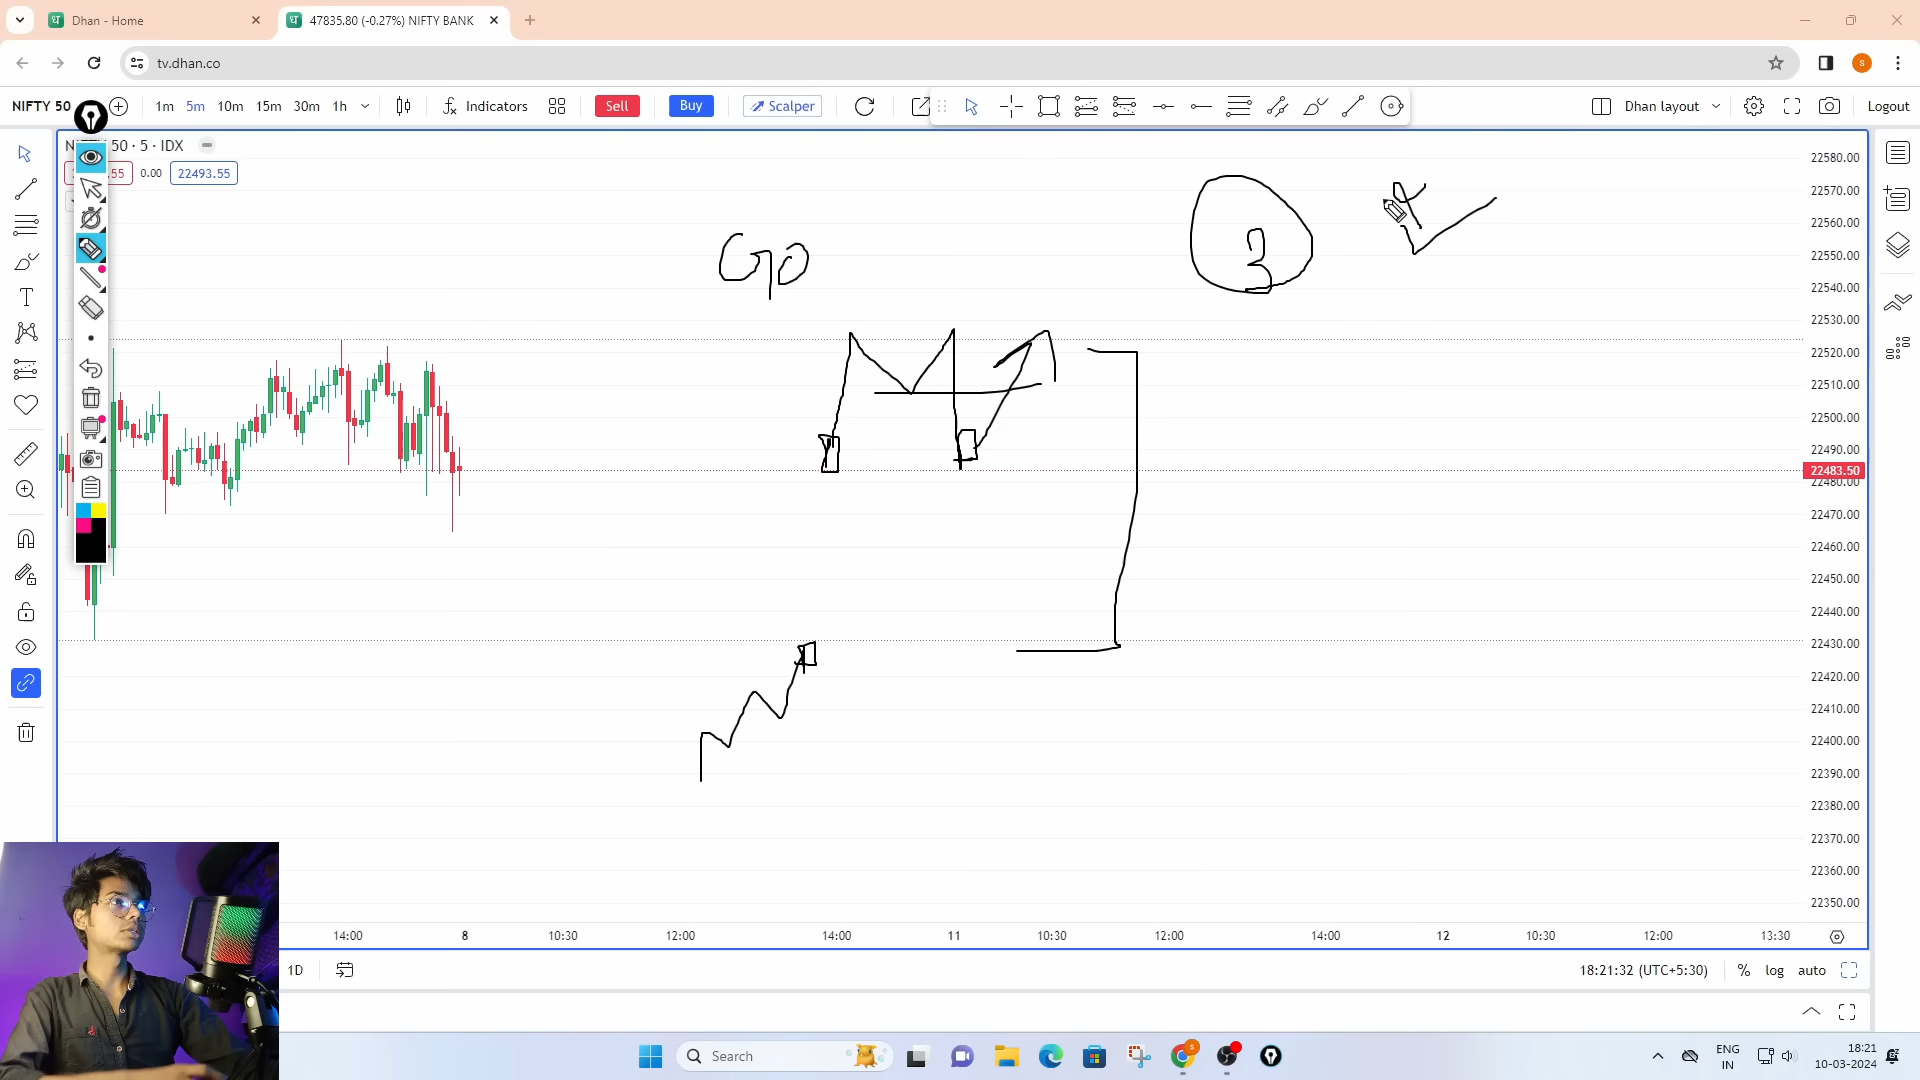 Dhan - Home
47835.80 (-0.27%) NIFTY BANK
tv.dhan.co
NIFTY 50 1m 5m 10m 15m 30m 1h Indicators Sell Buy Scalper Dhan layout Logout
50 · 5 · IDX
55 0.00 22493.55
3
22580.00
22570.00
22560.00
22550.00
22540.00
22530.00
22520.00
22510.00
22500.00
22490.00
22483.50
22480.00
22470.00
22460.00
22450.00
22440.00
22430.00
22420.00
22410.00
22400.00
22390.00
22380.00
22370.00
22360.00
22350.00
14:00 8 10:30 12:00 14:00 11 10:30 12:00 14:00 12 10:30 12:00 13:30
1D 18:21:32 (UTC+5:30) % log auto
Search
ENG
IN
18:21
10-03-2024